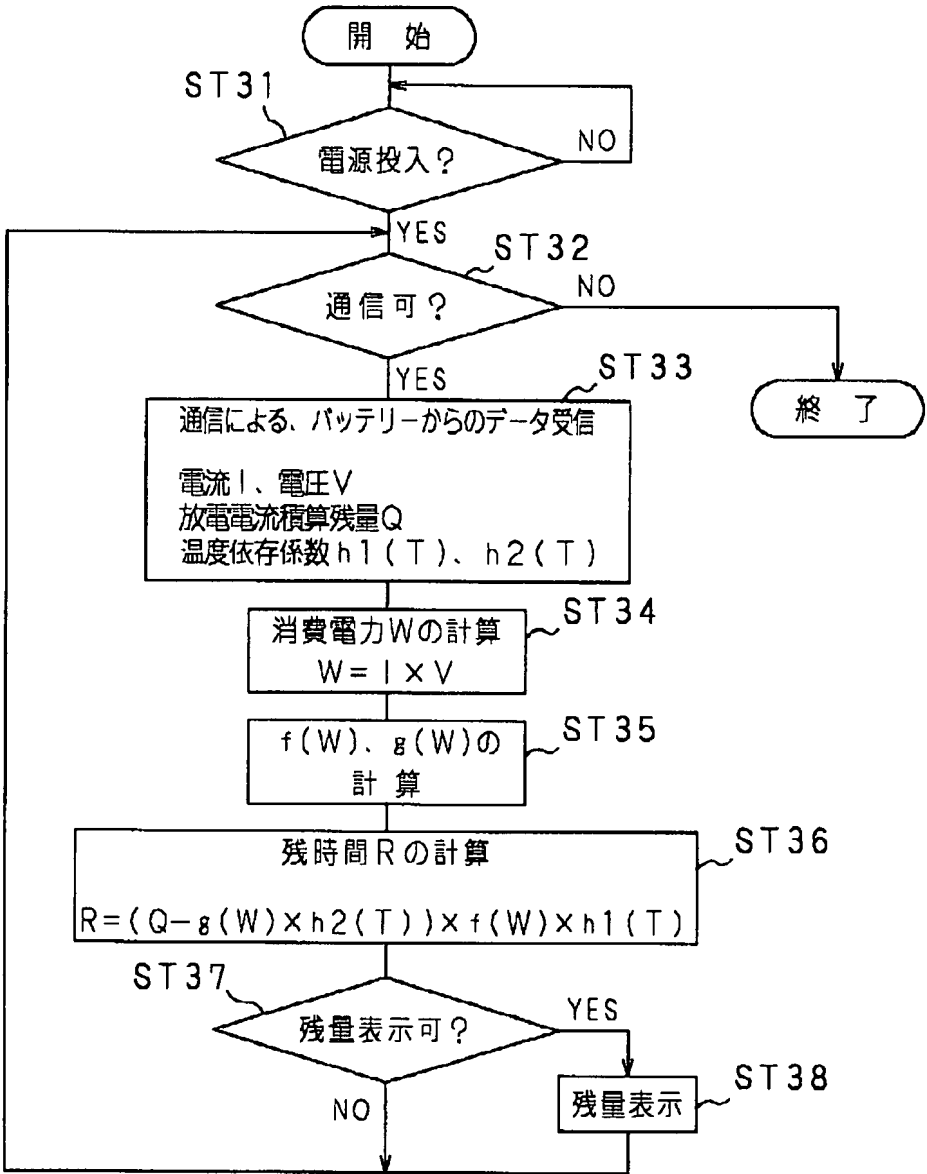 開 始
ST31
電源投入?
NO
YES
ST32
通信可?
NO
YES
ST33
終 了
通信による、バッテリーからのデータ受信
電流I、電圧V
放電電流積算残量Q
温度依存係数h1(T)、h2(T)
ST34
消費電力Wの計算
W=I×V
ST35
f(W)、g(W)の
計 算
ST36
残時間Rの計算
R=(Q-g(W)×h2(T))×f(W)×h1(T)
ST37
残量表示可?
YES
ST38
残量表示
NO